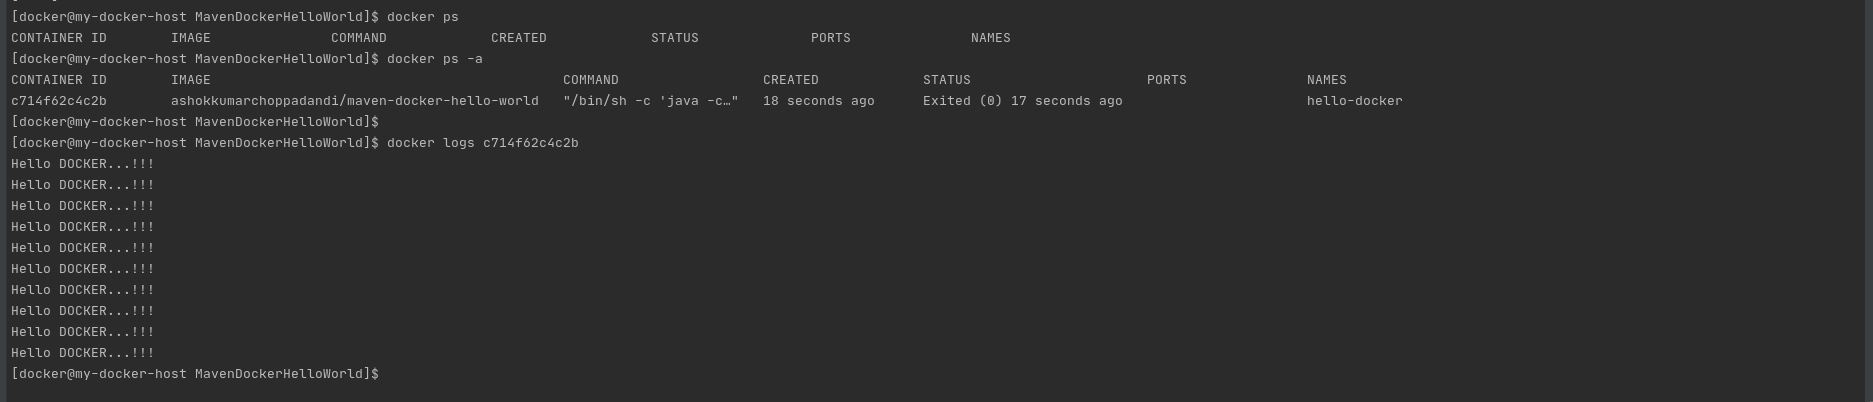 [docker@my-docker-host MavenDockerHelloWorld]$ docker ps
CONTAINER ID        IMAGE               COMMAND             CREATED             STATUS              PORTS               NAMES
[docker@my-docker-host MavenDockerHelloWorld]$ docker ps -a
CONTAINER ID        IMAGE                                            COMMAND                  CREATED             STATUS                      PORTS               NAMES
c714f62c4c2b        ashokkumarchoppadandi/maven-docker-hello-world   "/bin/sh -c 'java -c…"   18 seconds ago      Exited (0) 17 seconds ago                       hello-docker
[docker@my-docker-host MavenDockerHelloWorld]$
[docker@my-docker-host MavenDockerHelloWorld]$ docker logs c714f62c4c2b
Hello DOCKER...!!!
Hello DOCKER...!!!
Hello DOCKER...!!!
Hello DOCKER...!!!
Hello DOCKER...!!!
Hello DOCKER...!!!
Hello DOCKER...!!!
Hello DOCKER...!!!
Hello DOCKER...!!!
Hello DOCKER...!!!
[docker@my-docker-host MavenDockerHelloWorld]$